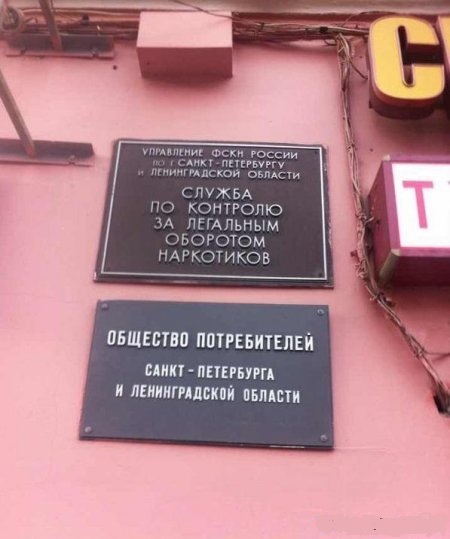 УПРАВЛЕНИЕ ФСКН РОССИИ
ПО Г. САНКТ-ПЕТЕРБУРГУ
И ЛЕНИНГРАДСКОЙ ОБЛАСТИ
СЛУЖБА
ПО КОНТРОЛЮ
ЗА ЛЕГАЛЬНЫМ
ОБОРОТОМ
НАРКОТИКОВ
ОБЩЕСТВО ПОТРЕБИТЕЛЕЙ
САНКТ-ПЕТЕРБУРГА
И ЛЕНИНГРАДСКОЙ ОБЛАСТИ